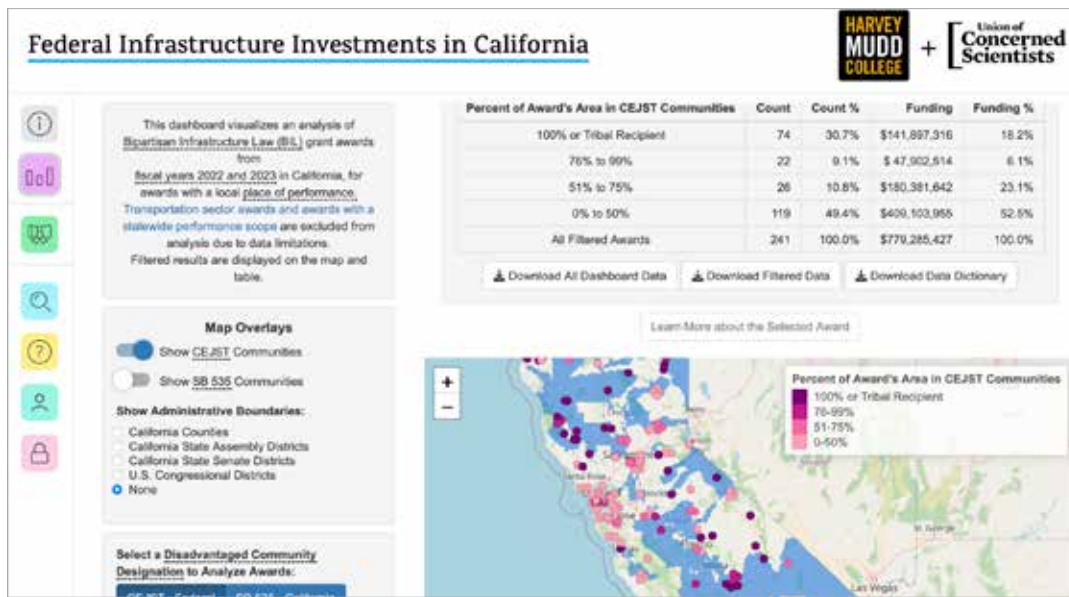 Federal Infrastructure Investments in California
HARVEY
MUDD
COLLEGE
+
Union of
Concerned
Scientists
This dashboard visualizes an analysis of
Bipartisan Infrastructure Law (BIL) grant awards
from
fiscal years 2022 and 2023 in California, for
awards with a local place of performance.
Transportation sector awards and awards with a
statewide performance scope are excluded from
analysis due to data limitations.
Filtered results are displayed on the map and
table.
Map Overlays
Show CEJST Communities
Show SB 535 Communities
Show Administrative Boundaries:
California Counties
California State Assembly Districts
California State Senate Districts
U.S. Congressional Districts
None
Select a Disadvantaged Community
Designation to Analyze Awards:
CEJST - Federal SB 535 - California
Percent of Award's Area in CEJST Communities Count Count % Funding Funding %
100% or Tribal Recipient 74 30.7% $141,897,316 18.2%
76% to 99% 22 9.1% $ 47,902,514 6.1%
51% to 75% 26 10.8% $180,381,642 23.1%
0% to 50% 119 49.4% $409,103,955 52.5%
All Filtered Awards 241 100.0% $779,285,427 100.0%
Download All Dashboard Data Download Filtered Data Download Data Dictionary
Learn More about the Selected Award
+
−
Percent of Award's Area in CEJST Communities
100% or Tribal Recipient
76-99%
51-75%
0-50%
St. George
Las Vegas